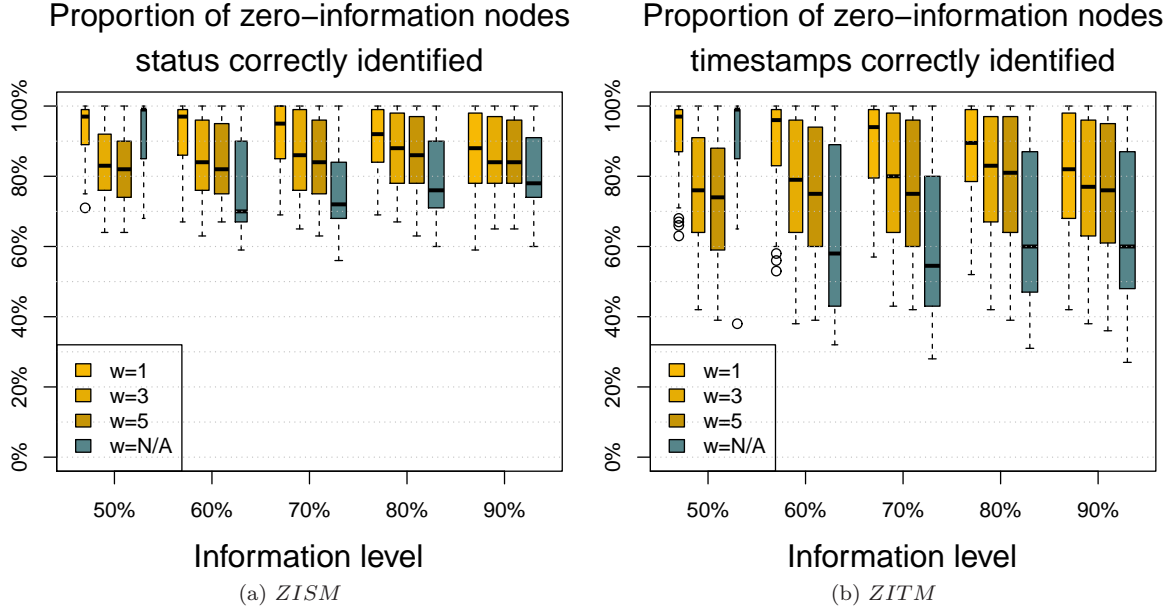 Proportion of zero−information nodes
status correctly identified
100%
80%
60%
40%
20%
0%
w=1
w=3
w=5
w=N/A
50%
60%
70%
80%
90%
Information level
(a) ZISM
Proportion of zero−information nodes
timestamps correctly identified
100%
80%
60%
40%
20%
0%
w=1
w=3
w=5
w=N/A
50%
60%
70%
80%
90%
Information level
(b) ZITM